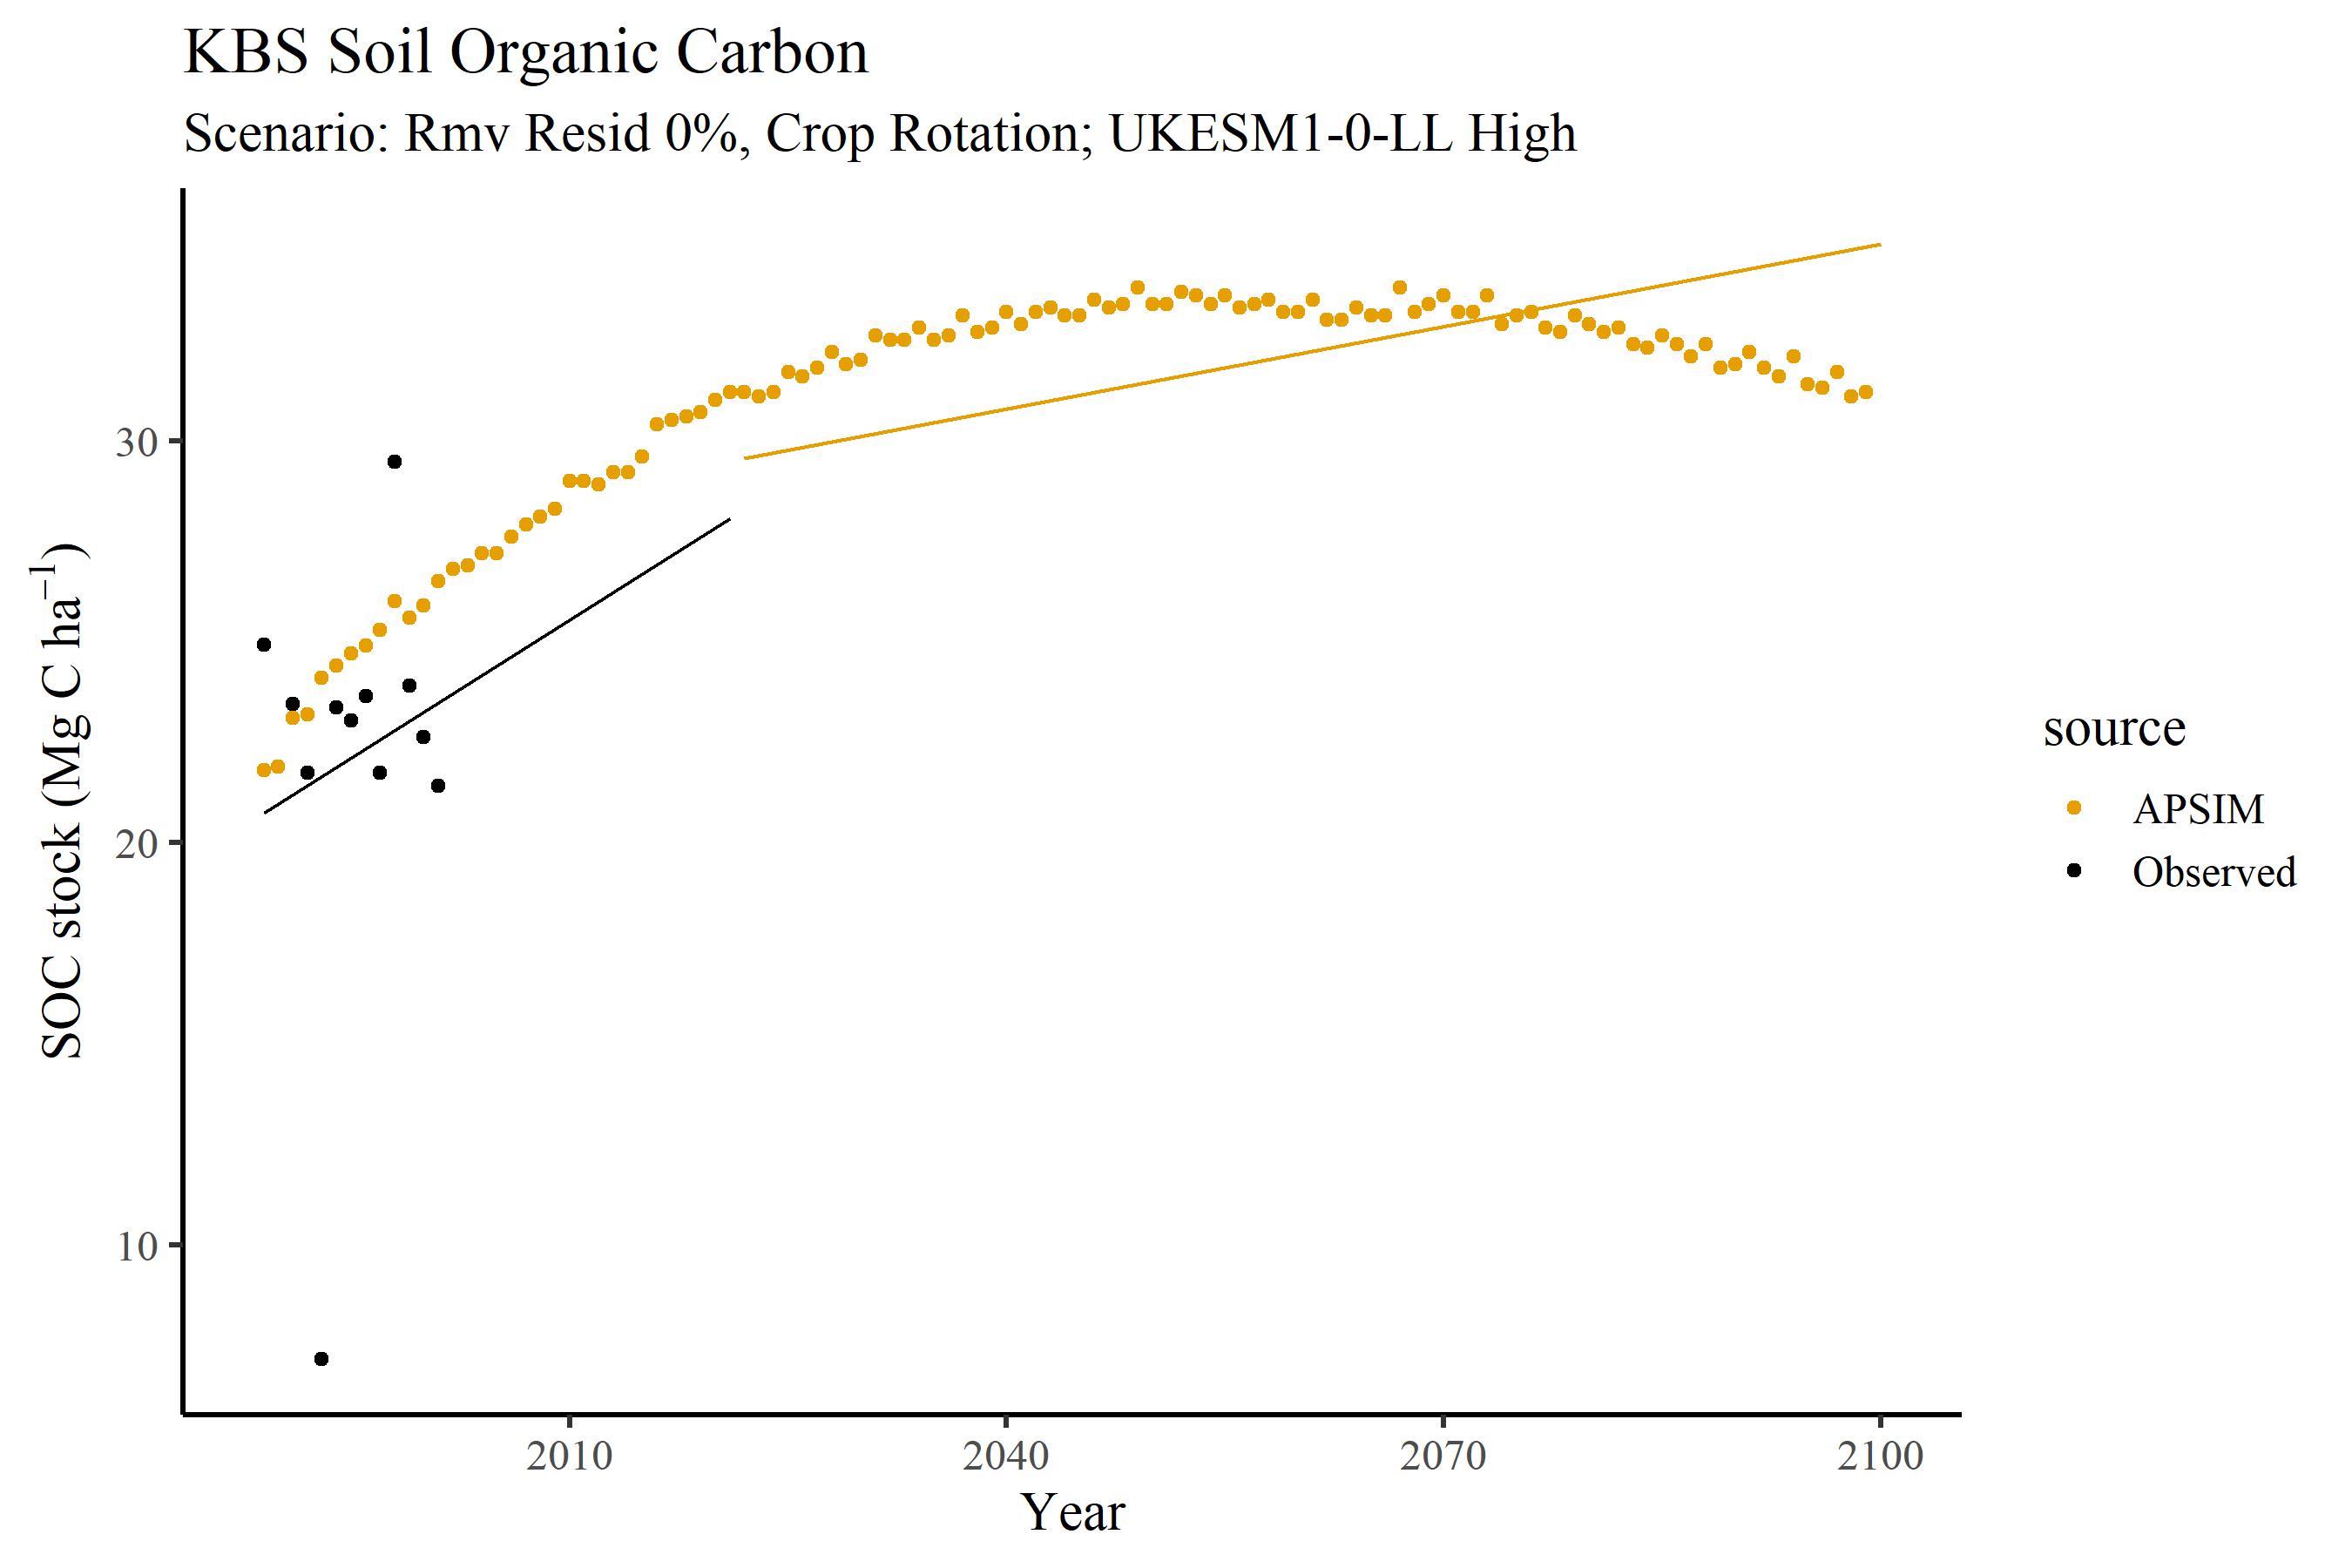 KBS Soil Organic Carbon
Scenario: Rmv Resid 0%, Crop Rotation; UKESM1-0-LL High
SOC stock (Mg C ha⁻¹)
30
20
10
2010 2040 2070 2100
Year
source
APSIM
Observed